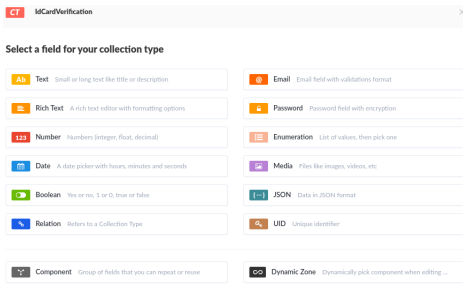 CT IdCardVerification
Select a field for your collection type
Ab Text Small or long text like title or description
@ Email Email field with validations format
Rich Text A rich text editor with formatting options
Password Password field with encryption
123 Number Numbers (integer, float, decimal)
Enumeration List of values, then pick one
Date A date picker with hours, minutes and seconds
Media Files like images, videos, etc
Boolean Yes or no, 1 or 0, true or false
{···} JSON Data in JSON format
Relation Refers to a Collection Type
UID Unique identifier
Component Group of fields that you can repeat or reuse
Dynamic Zone Dynamically pick component when editing ...